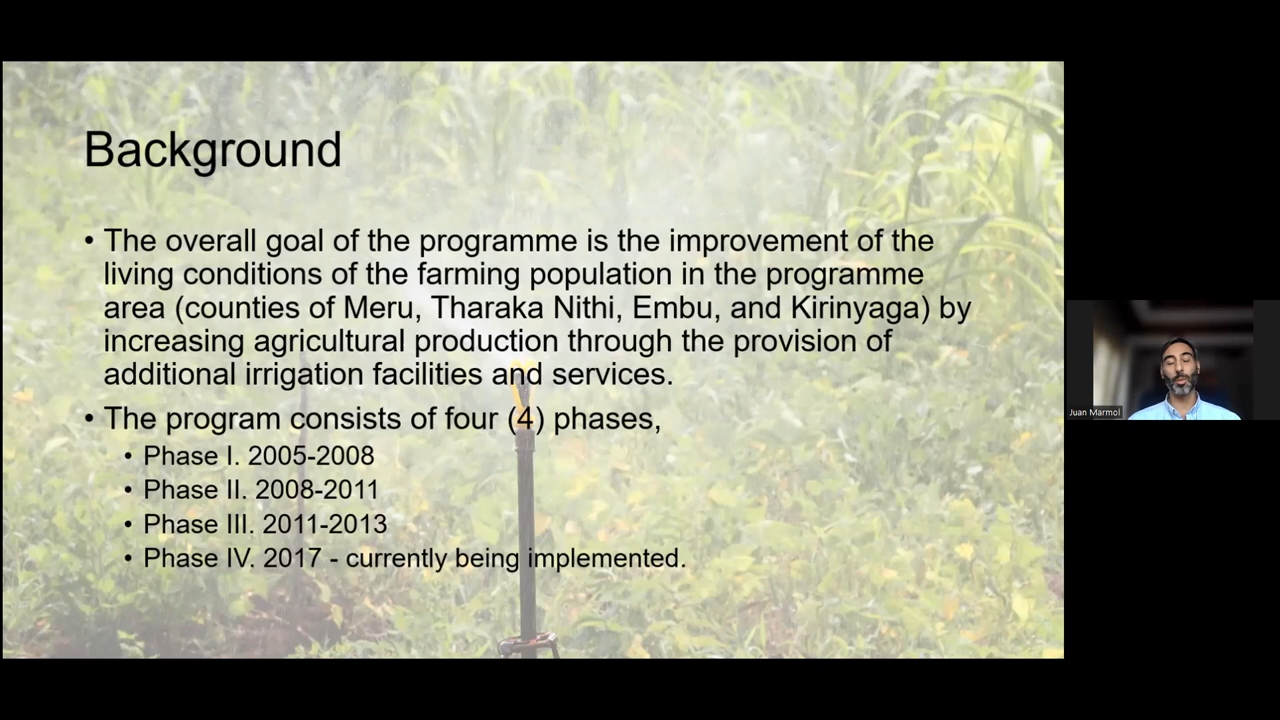 Background
• The overall goal of the programme is the improvement of the
living conditions of the farming population in the programme
area (counties of Meru, Tharaka Nithi, Embu, and Kirinyaga) by
increasing agricultural production through the provision of
additional irrigation facilities and services.
• The program consists of four (4) phases,
• Phase I. 2005-2008
• Phase II. 2008-2011
• Phase III. 2011-2013
• Phase IV. 2017 - currently being implemented.
Juan Marmol